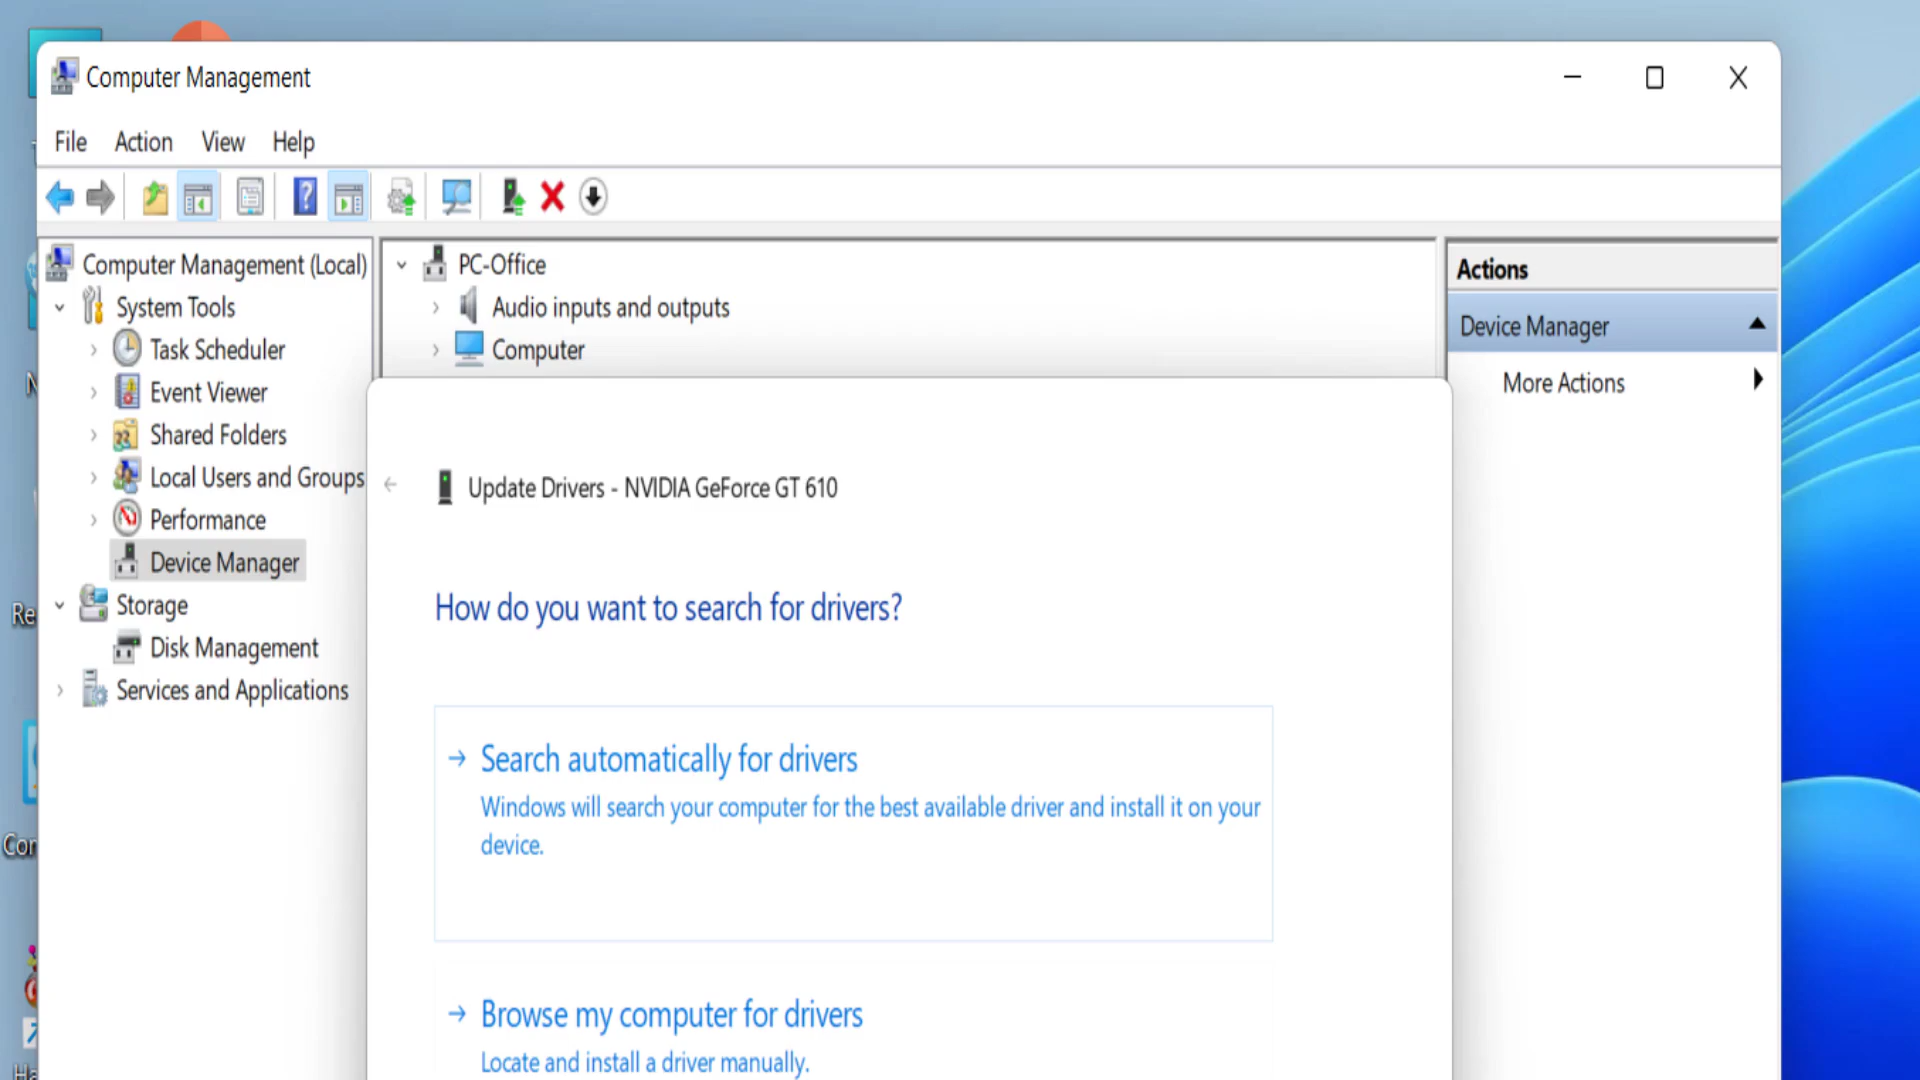 Computer Management
File Action View Help
Computer Management (Local)
System Tools
Task Scheduler
Event Viewer
Shared Folders
Local Users and Groups
Performance
Device Manager
Storage
Disk Management
Services and Applications
PC-Office
Audio inputs and outputs
Computer
Actions
Device Manager
More Actions
Update Drivers - NVIDIA GeForce GT 610
How do you want to search for drivers?
Search automatically for drivers
Windows will search your computer for the best available driver and install it on your
device.
Browse my computer for drivers
Locate and install a driver manually.
Re
Cor